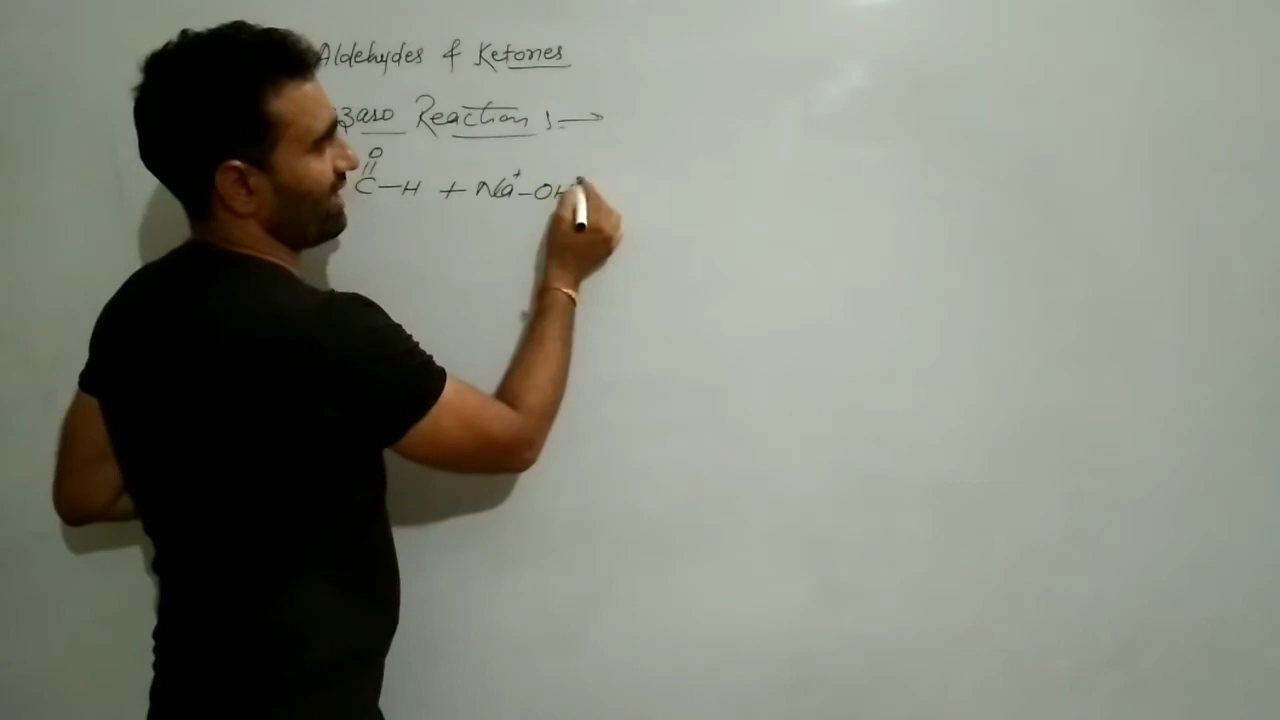 Aldehydes & Ketones
Reaction :→
O
||
C-H + Na⁺-OH